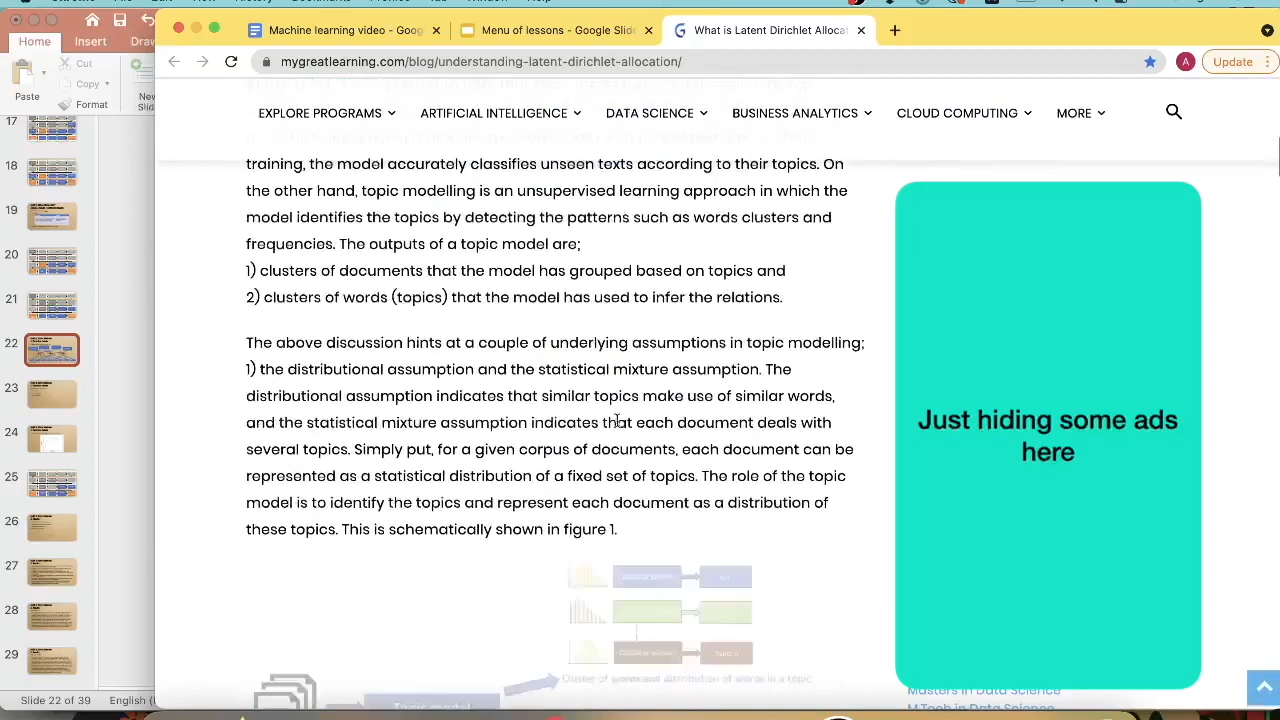 Home
Insert
Draw
Cut
Copy
Paste
Format
New
Slid
17
18
19
20
21
22
23
24
25
26
27
28
29
Slide 22 of 39
English (
Machine learning video - Goog
Menu of lessons - Google Slide
What is Latent Dirichlet Allocat
mygreatlearning.com/blog/understanding-latent-dirichlet-allocation/
A
Update
EXPLORE PROGRAMS
ARTIFICIAL INTELLIGENCE
DATA SCIENCE
BUSINESS ANALYTICS
CLOUD COMPUTING
MORE
training, the model accurately classifies unseen texts according to their topics. On
the other hand, topic modelling is an unsupervised learning approach in which the
model identifies the topics by detecting the patterns such as words clusters and
frequencies. The outputs of a topic model are;
1) clusters of documents that the model has grouped based on topics and
2) clusters of words (topics) that the model has used to infer the relations.
The above discussion hints at a couple of underlying assumptions in topic modelling;
1) the distributional assumption and the statistical mixture assumption. The
distributional assumption indicates that similar topics make use of similar words,
and the statistical mixture assumption indicates that each document deals with
several topics. Simply put, for a given corpus of documents, each document can be
represented as a statistical distribution of a fixed set of topics. The role of the topic
model is to identify the topics and represent each document as a distribution of
these topics. This is schematically shown in figure 1.
Topic model
Just hiding some ads
here
Masters in Data Science
M.Tech in Data Science